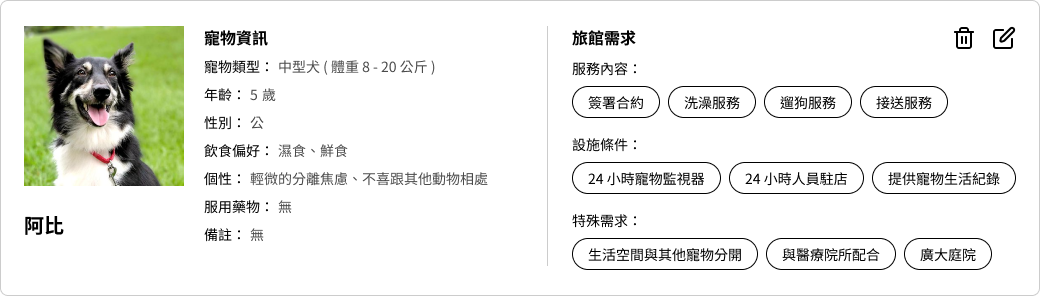 阿比
寵物資訊
寵物類型： 中型犬 ( 體重 8 - 20 公斤 )
年齡： 5 歲
性別： 公
飲食偏好： 濕食、鮮食
個性： 輕微的分離焦慮、不喜跟其他動物相處
服用藥物： 無
備註： 無
旅館需求
服務內容：
簽署合約 洗澡服務 遛狗服務 接送服務
設施條件：
24 小時寵物監視器 24 小時人員駐店 提供寵物生活紀錄
特殊需求：
生活空間與其他寵物分開 與醫療院所配合 廣大庭院